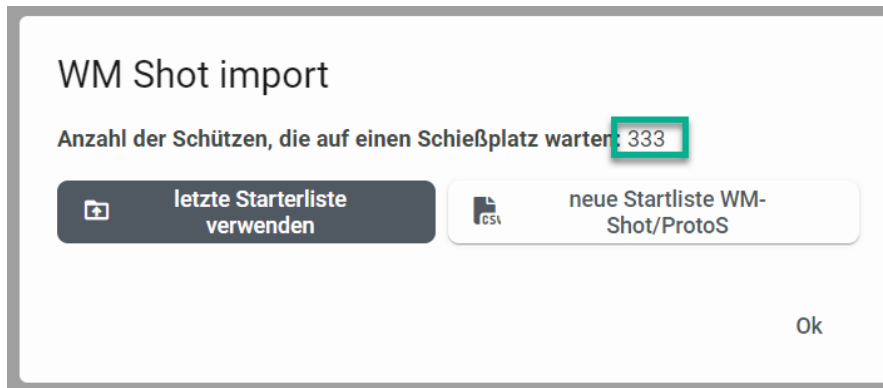 WM Shot import
Anzahl der Schützen, die auf einen Schießplatz warten: 333
letzte Starterliste
verwenden
CSV
neue Startliste WM-
Shot/ProtoS
Ok